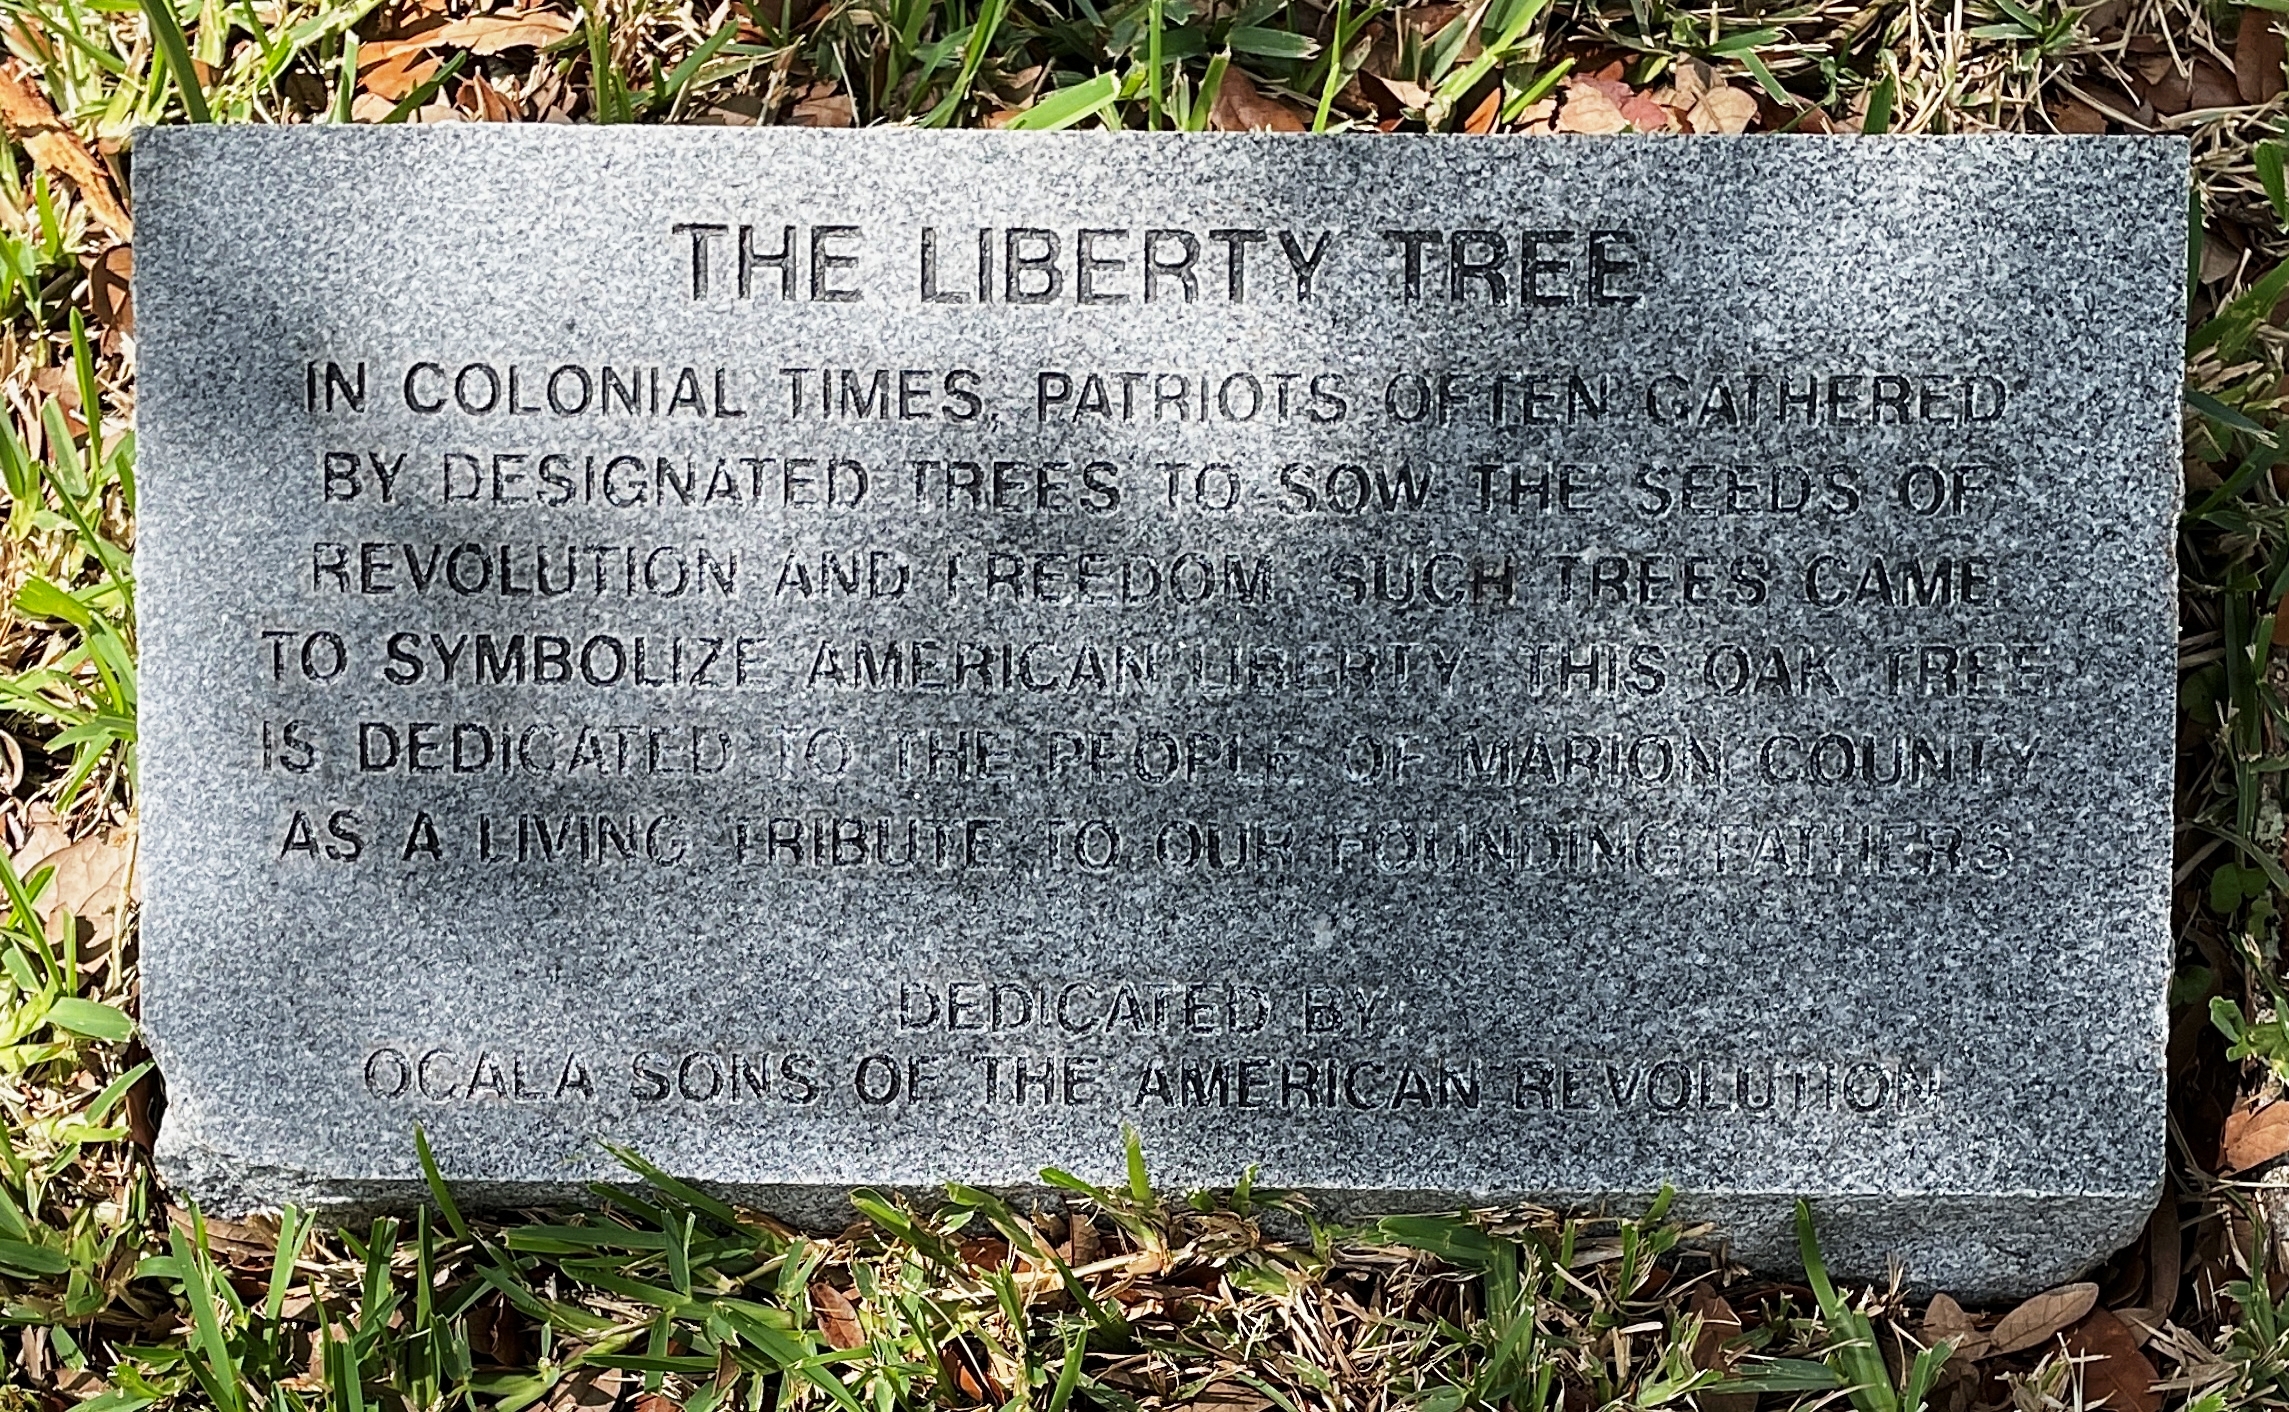 THE LIBERTY TREE
IN COLONIAL TIMES, PATRIOTS OFTEN GATHERED
BY DESIGNATED TREES TO SOW THE SEEDS OF
REVOLUTION AND FREEDOM. SUCH TREES CAME
TO SYMBOLIZE AMERICAN LIBERTY. THIS OAK TREE
IS DEDICATED TO THE PEOPLE OF MARION COUNTY
AS A LIVING TRIBUTE TO OUR FOUNDING FATHERS
DEDICATED BY
OCALA SONS OF THE AMERICAN REVOLUTION